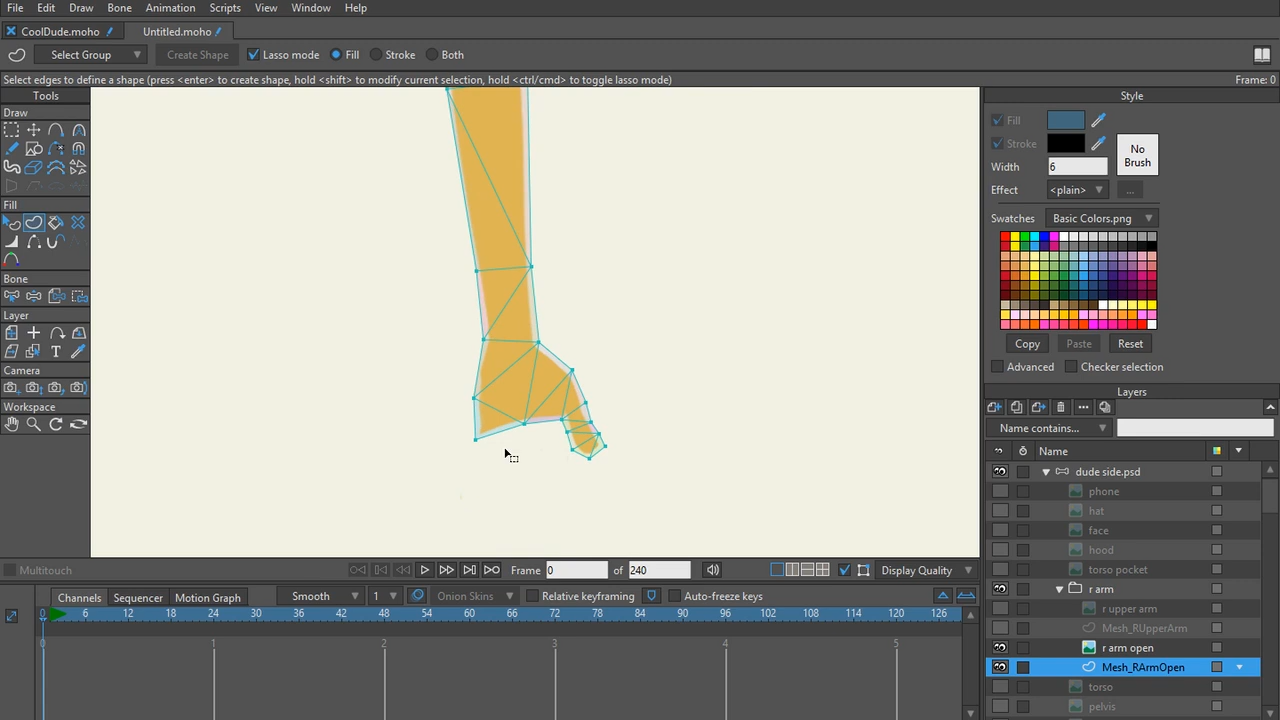 File Edit Draw Bone Animation Scripts View Window Help
CoolDude.moho Untitled.moho
Select Group Create Shape Lasso mode Fill Stroke Both
Select edges to define a shape (press <enter> to create shape, hold <shift> to modify current selection, hold <ctrl/cmd> to toggle lasso mode) Frame: 0
Tools
Draw
Fill
Bone
Layer
Camera
Workspace
Style
Fill
Stroke
No Brush
Width 6
Effect <plain> ...
Swatches Basic Colors.png
Copy Paste Reset
Advanced Checker selection
Layers
Name contains...
Name
dude side.psd
phone
hat
face
hood
torso pocket
r arm
r upper arm
Mesh_RUpperArm
r arm open
Mesh_RArmOpen
torso
pelvis
Multitouch Frame 0 of 240 Display Quality
Channels Sequencer Motion Graph Smooth 1 Onion Skins Relative keyframing Auto-freeze keys
0 6 12 18 24 30 36 42 48 54 60 66 72 78 84 90 96 102 108 114 120 126
0 1 2 3 4 5